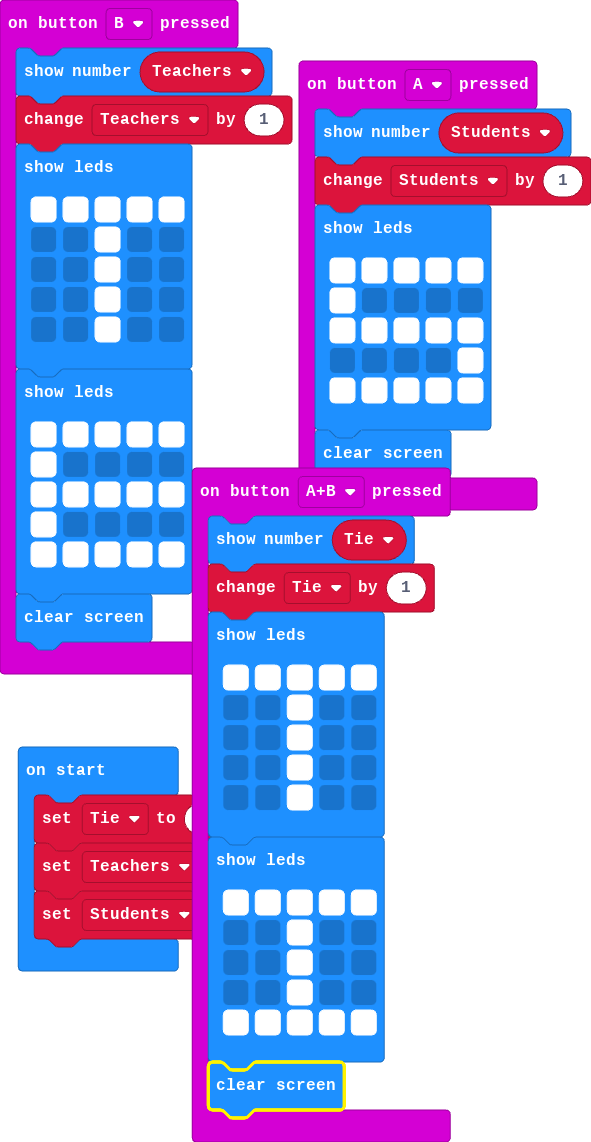 on button B pressed
show number Teachers
change Teachers by 1
show leds
show leds
clear screen
on button A pressed
show number Students
change Students by 1
show leds
clear screen
on button A+B pressed
show number Tie
change Tie by 1
show leds
show leds
clear screen
on start
set Tie to
set Teachers
set Students